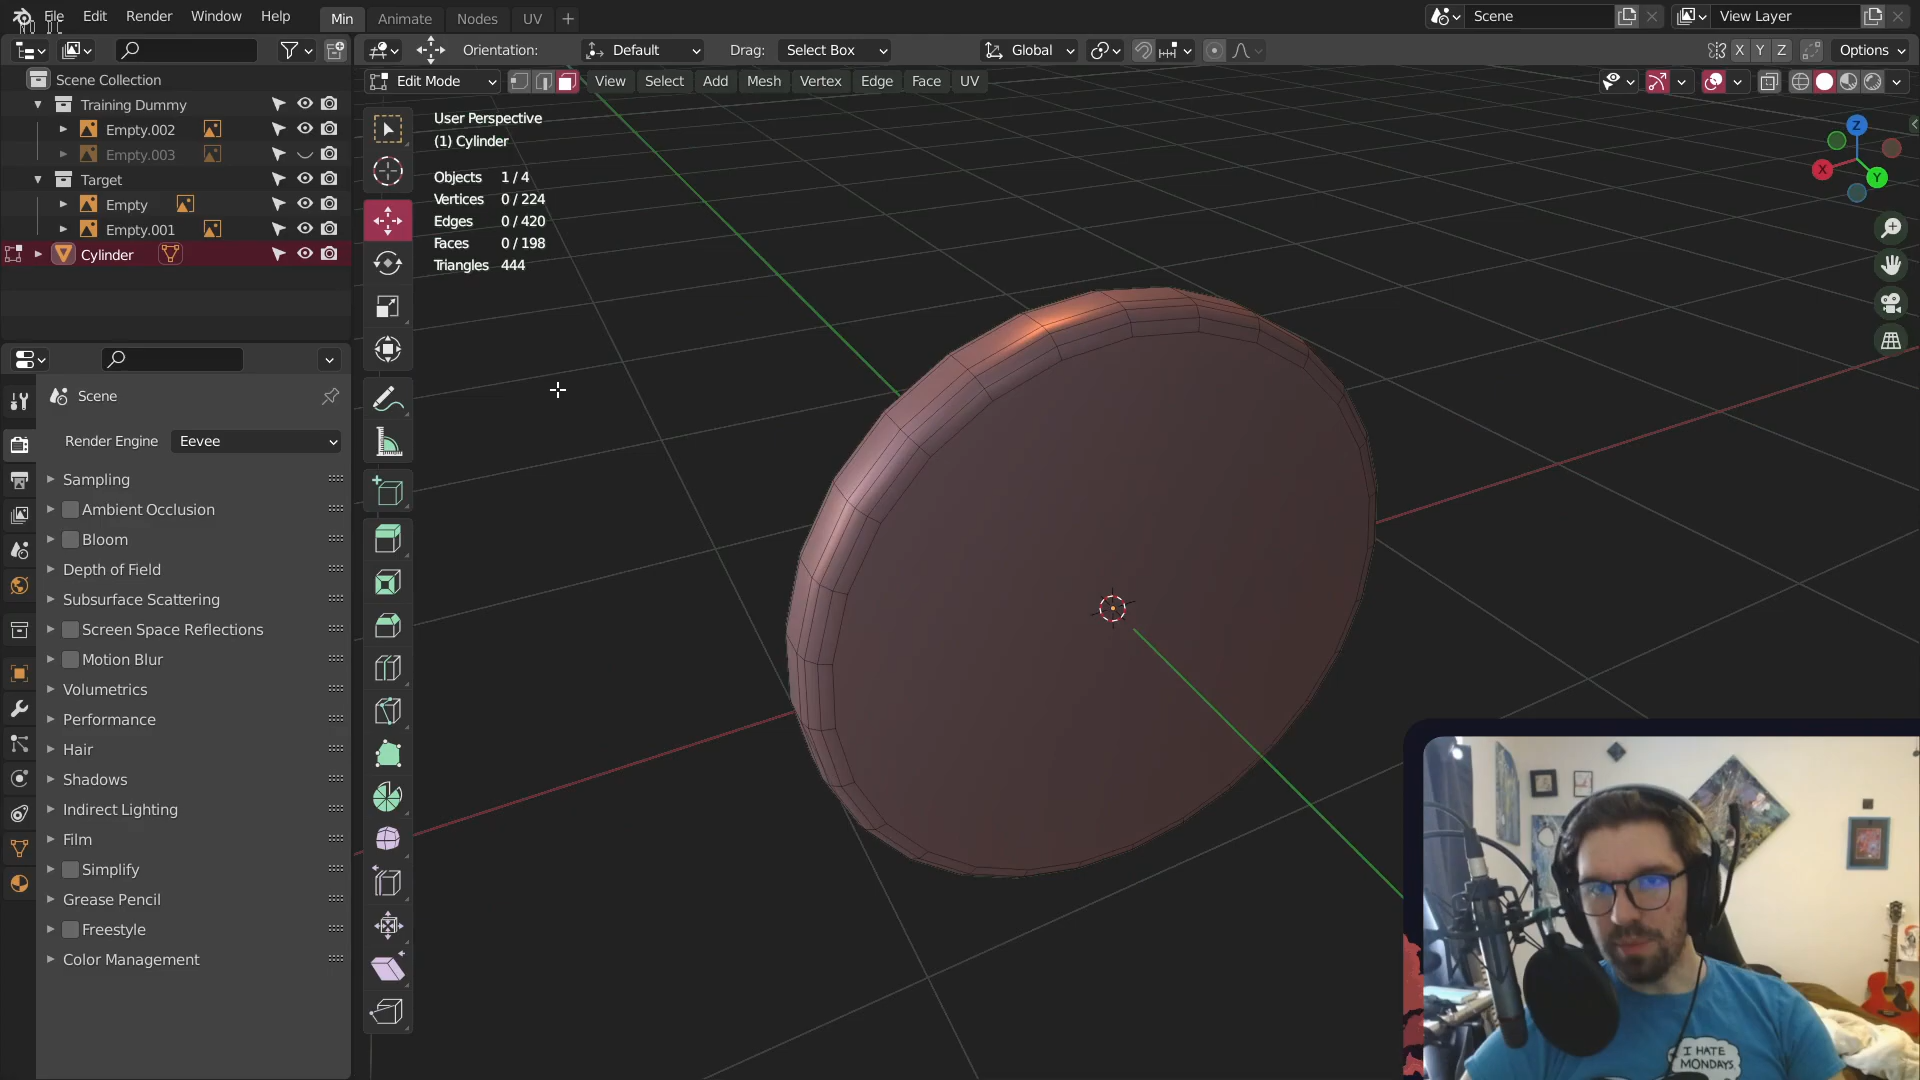 File Edit Render Window Help
Min Animate Nodes UV
Scene
View Layer
Orientation: Default Drag: Select Box
Global
X Y Z
Options
Scene Collection
Training Dummy
Empty.002
Empty.003
Target
Empty
Empty.001
Cylinder
Edit Mode
View Select Add Mesh Vertex Edge Face UV
User Perspective
(1) Cylinder
Objects 1 / 4
Vertices 0 / 224
Edges 0 / 420
Faces 0 / 198
Triangles 444
Z
X
Y
Scene
Render Engine Eevee
Sampling
Ambient Occlusion
Bloom
Depth of Field
Subsurface Scattering
Screen Space Reflections
Motion Blur
Volumetrics
Performance
Hair
Shadows
Indirect Lighting
Film
Simplify
Grease Pencil
Freestyle
Color Management
I HATE
MONDAYS.